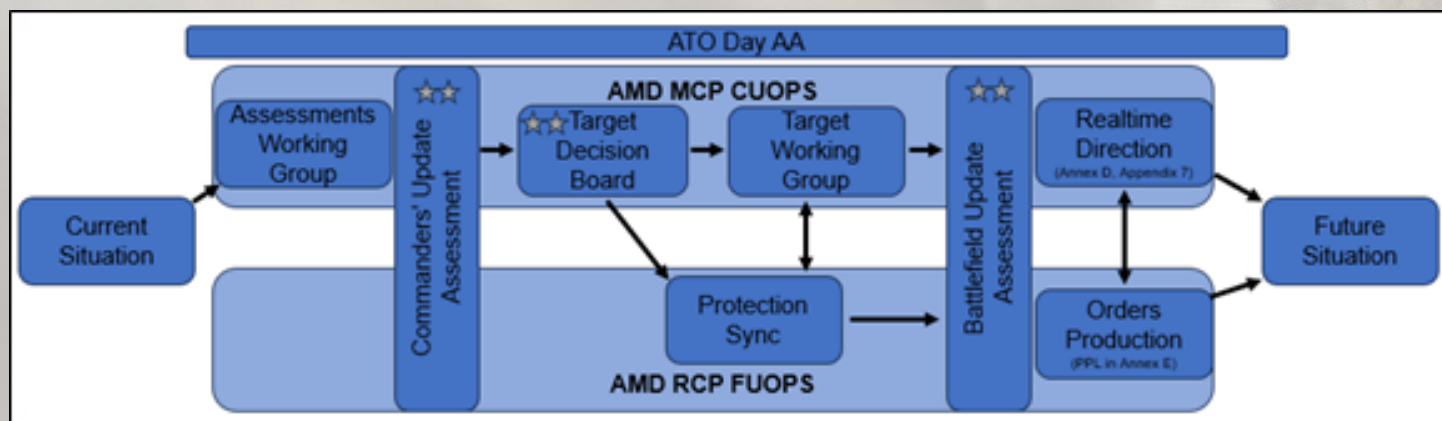 ATO Day AA
AMD MCP CUOPS
Current
Situation
Assessments
Working
Group
Commanders' Update
Assessment
Target
Decision
Board
Target
Working
Group
Protection
Sync
Battlefield Update
Assessment
Realtime
Direction
(Annex D, Appendix 7)
Orders
Production
(PPL in Annex E)
Future
Situation
AMD RCP FUOPS